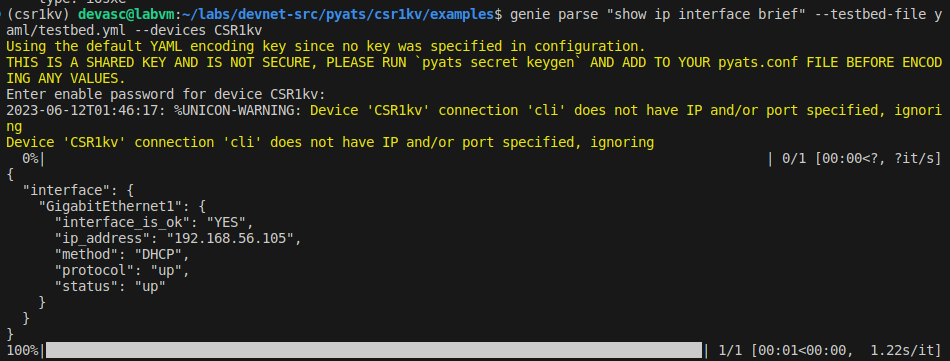 type: iosxe
(csr1kv) devasc@labvm:~/labs/devnet-src/pyats/csr1kv/examples$ genie parse "show ip interface brief" --testbed-file y
aml/testbed.yml --devices CSR1kv
Using the default YAML encoding key since no key was specified in configuration.
THIS IS A SHARED KEY AND IS NOT SECURE, PLEASE RUN `pyats secret keygen` AND ADD TO YOUR pyats.conf FILE BEFORE ENCOD
ING ANY VALUES.
Enter enable password for device CSR1kv:
2023-06-12T01:46:17: %UNICON-WARNING: Device 'CSR1kv' connection 'cli' does not have IP and/or port specified, ignori
ng
Device 'CSR1kv' connection 'cli' does not have IP and/or port specified, ignoring
  0%|                                                                                          | 0/1 [00:00<?, ?it/s]
{
  "interface": {
    "GigabitEthernet1": {
      "interface_is_ok": "YES",
      "ip_address": "192.168.56.105",
      "method": "DHCP",
      "protocol": "up",
      "status": "up"
    }
  }
}
100%|                                                                                  | 1/1 [00:01<00:00,  1.22s/it]